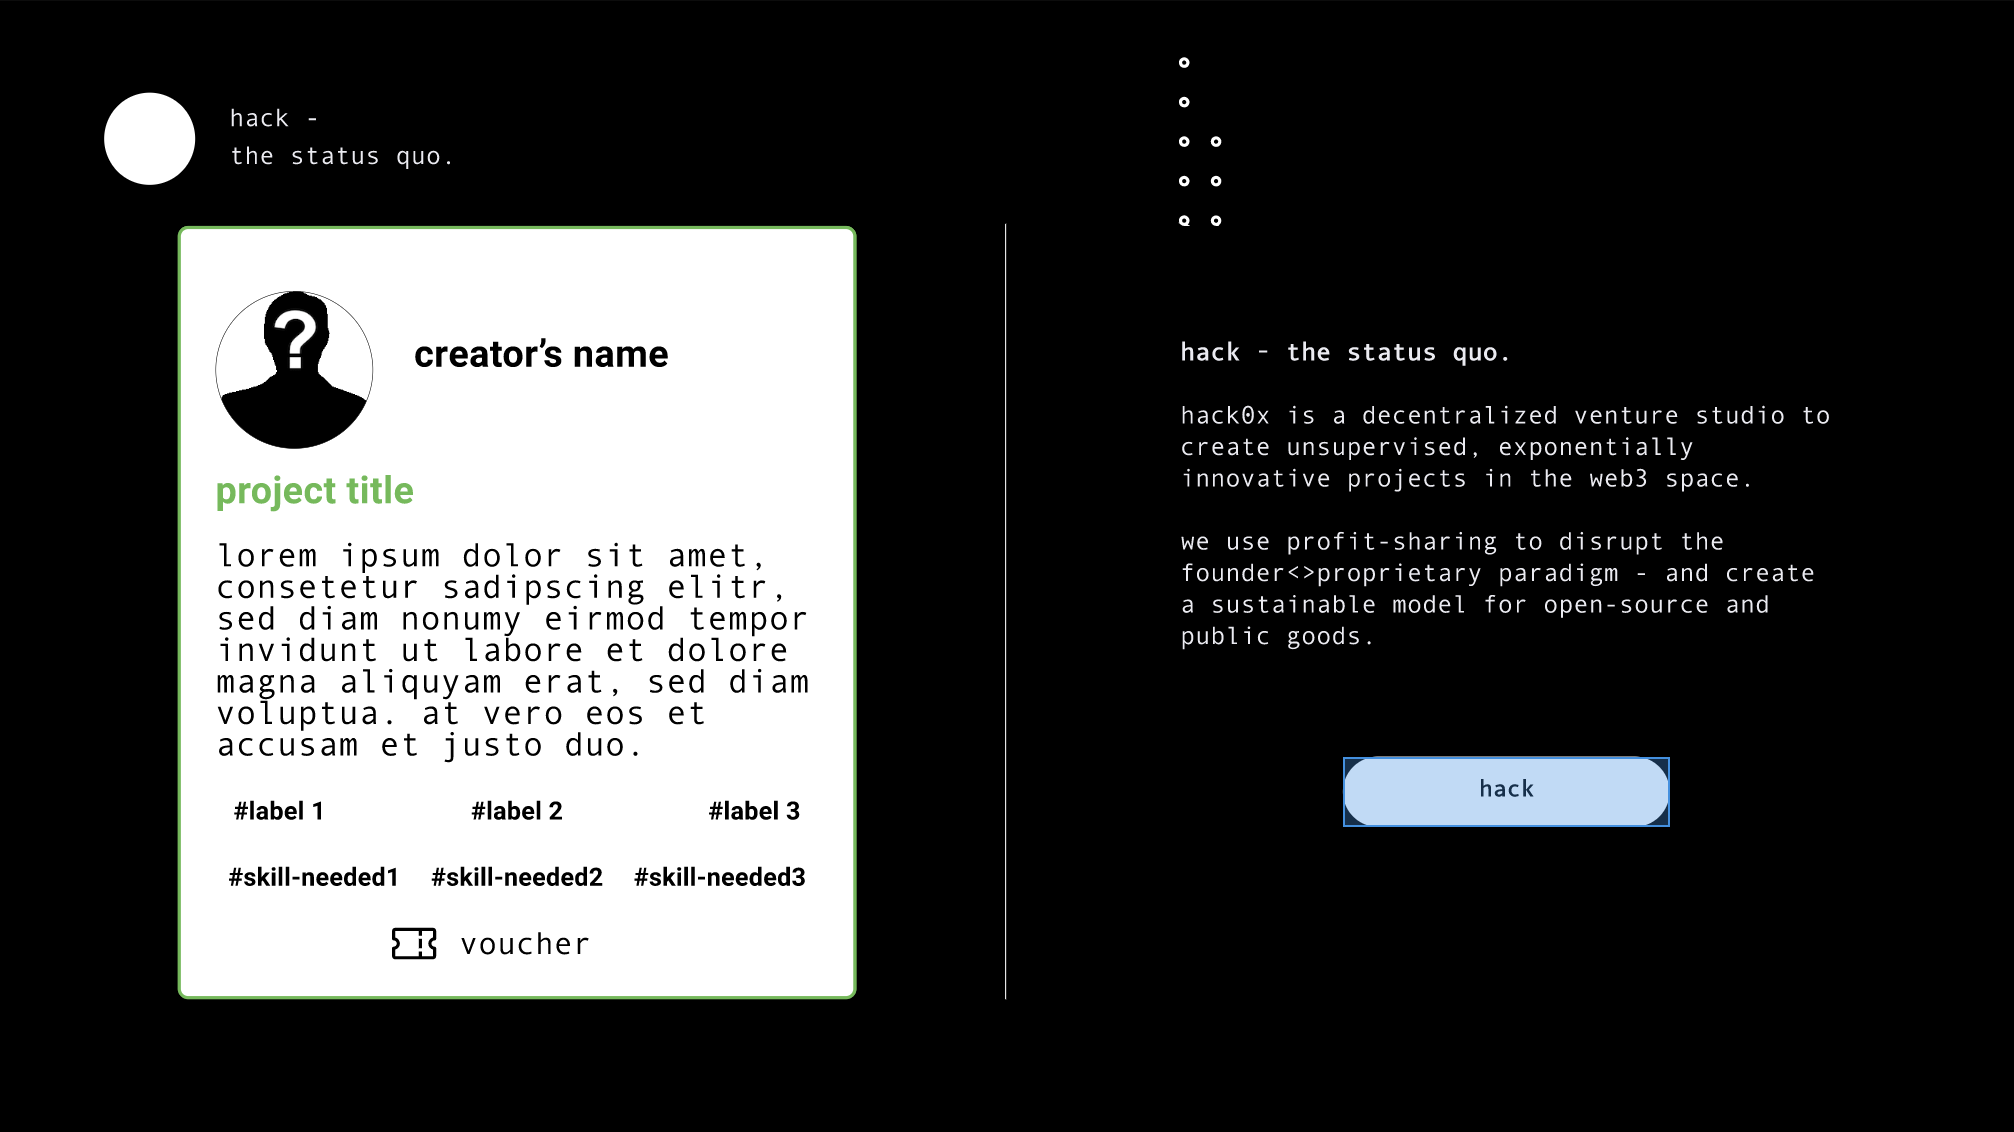 hack -
the status quo.
?
creator's name
project title
lorem ipsum dolor sit amet,
consetetur sadipscing elitr,
sed diam nonumy eirmod tempor
invidunt ut labore et dolore
magna aliquyam erat, sed diam
voluptua. at vero eos et
accusam et justo duo.
#label 1 #label 2 #label 3
#skill-needed1 #skill-needed2 #skill-needed3
voucher
hack - the status quo.
hack0x is a decentralized venture studio to
create unsupervised, exponentially
innovative projects in the web3 space.
we use profit-sharing to disrupt the
founder<>proprietary paradigm - and create
a sustainable model for open-source and
public goods.
hack